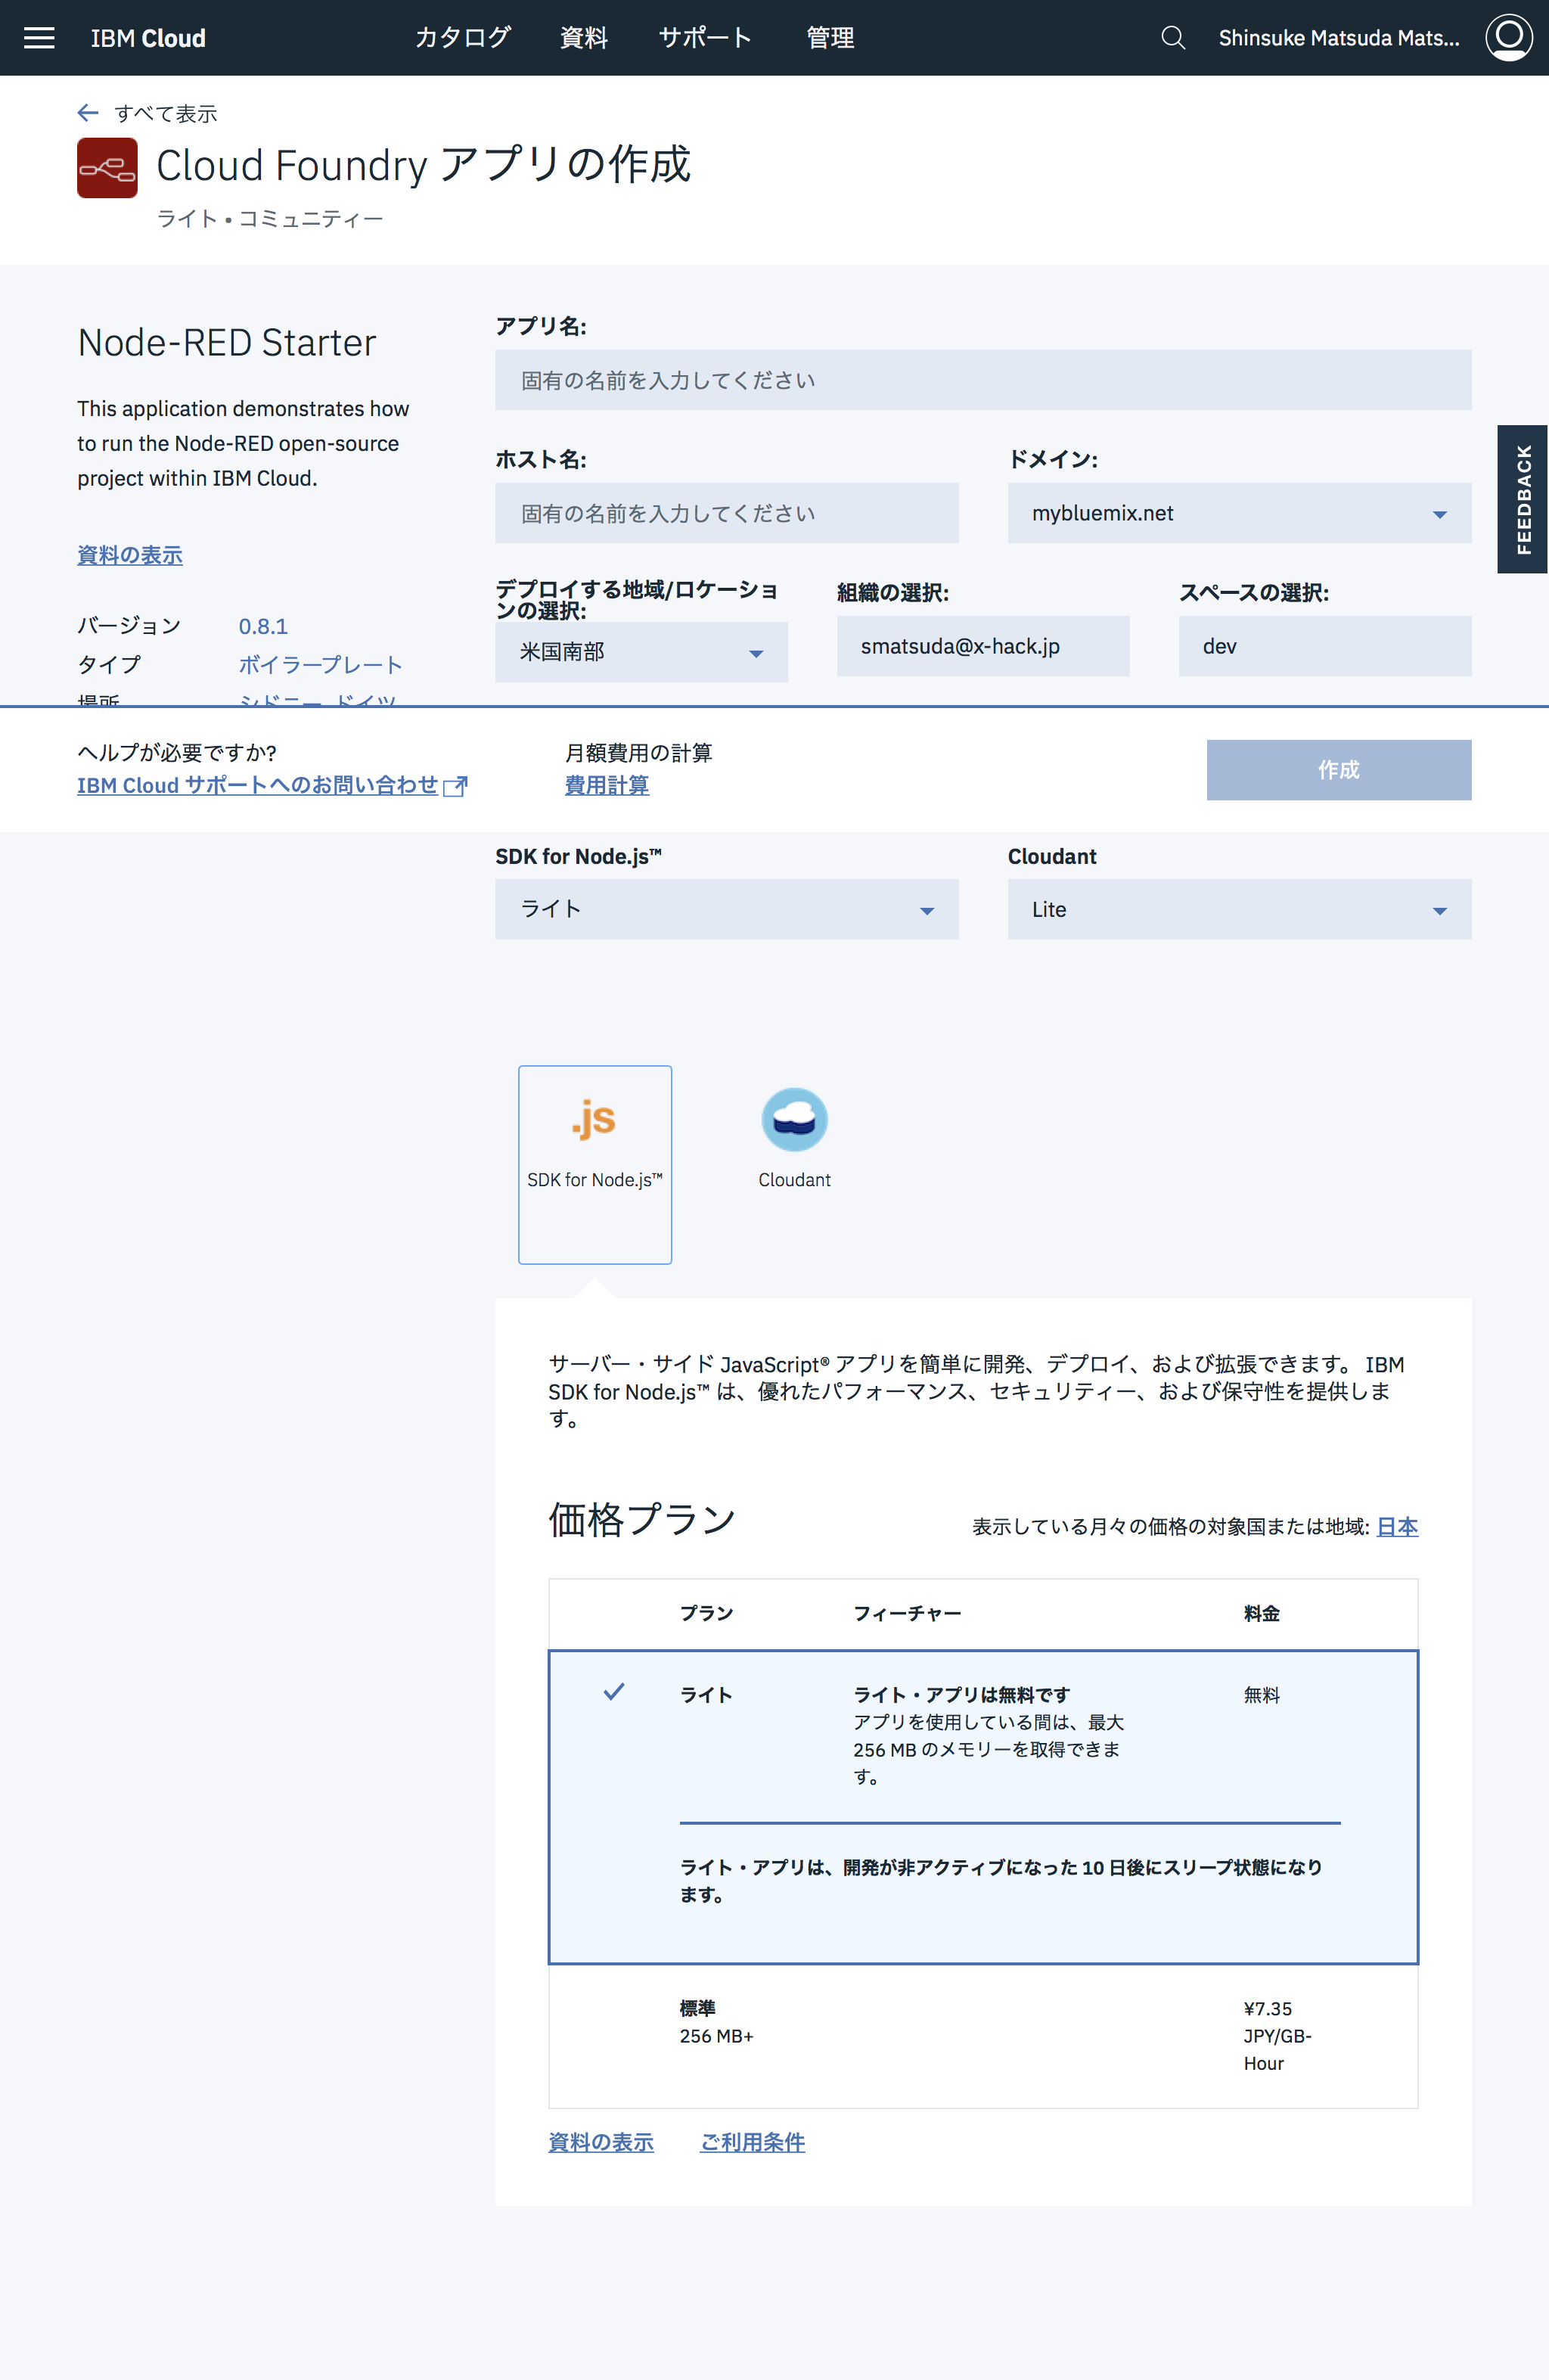 IBM Cloud
カタログ 資料 サポート 管理
Shinsuke Matsuda Mats...
すべて表示
Cloud Foundry アプリの作成
ライト • コミュニティー
Node-RED Starter
This application demonstrates how
to run the Node-RED open-source
project within IBM Cloud.
資料の表示
バージョン 0.8.1
タイプ ボイラープレート
場所 シドニー, ドイツ,
アプリ名:
固有の名前を入力してください
ホスト名:
固有の名前を入力してください
ドメイン:
mybluemix.net
デプロイする地域/ロケーショ
ンの選択:
米国南部
組織の選択:
smatsuda@x-hack.jp
スペースの選択:
dev
FEEDBACK
ヘルプが必要ですか?
IBM Cloud サポートへのお問い合わせ
月額費用の計算
費用計算
作成
SDK for Node.js™
ライト
Cloudant
Lite
.js
SDK for Node.js™
Cloudant
サーバー・サイド JavaScript® アプリを簡単に開発、デプロイ、および拡張できます。 IBM
SDK for Node.js™ は、優れたパフォーマンス、セキュリティー、および保守性を提供しま
す。
価格プラン
表示している月々の価格の対象国または地域: 日本
プラン フィーチャー 料金
ライト
ライト・アプリは無料です
アプリを使用している間は、最大
256 MB のメモリーを取得できま
す。
無料
ライト・アプリは、開発が非アクティブになった 10 日後にスリープ状態になり
ます。
標準
256 MB+
¥7.35
JPY/GB-
Hour
資料の表示 ご利用条件